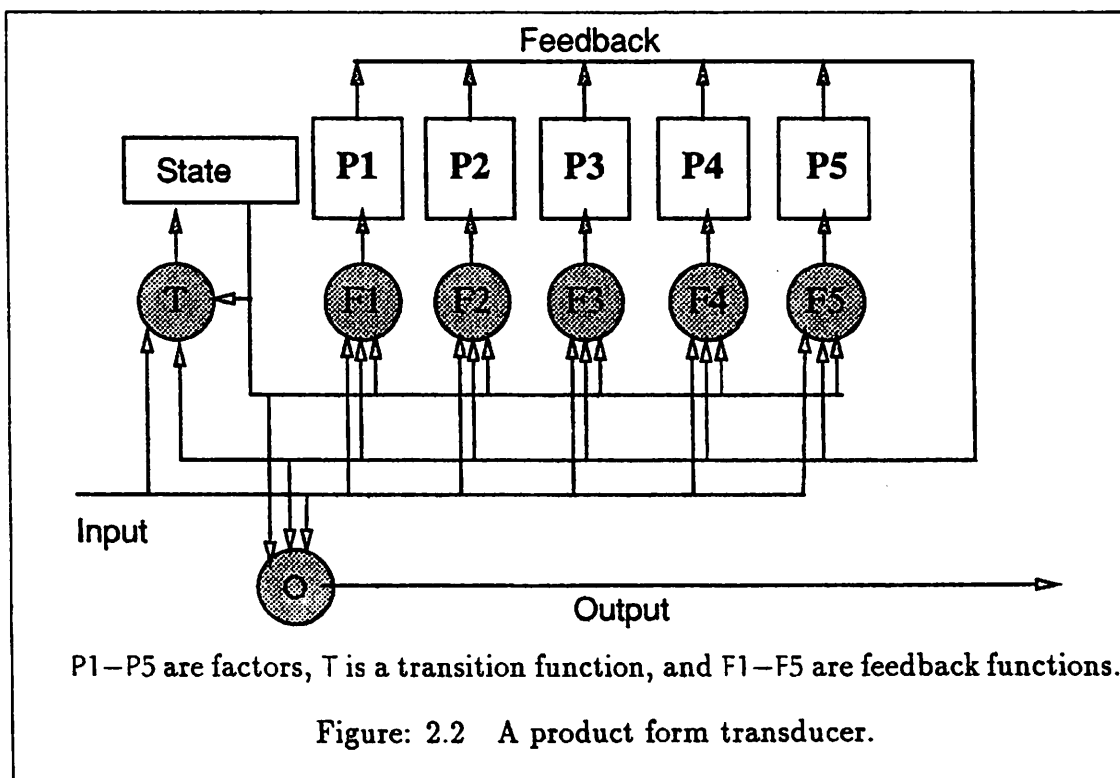 Feedback
State
P1 P2 P3 P4 P5
T F1 F2 F3 F4 F5
Input
O
Output
P1–P5 are factors, T is a transition function, and F1–F5 are feedback functions.
Figure: 2.2 A product form transducer.